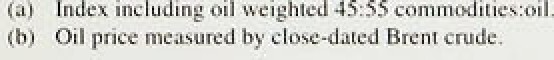 (a) Index including oil weighted 45:55 commodities:oil.
(b) Oil price measured by close-dated Brent crude.